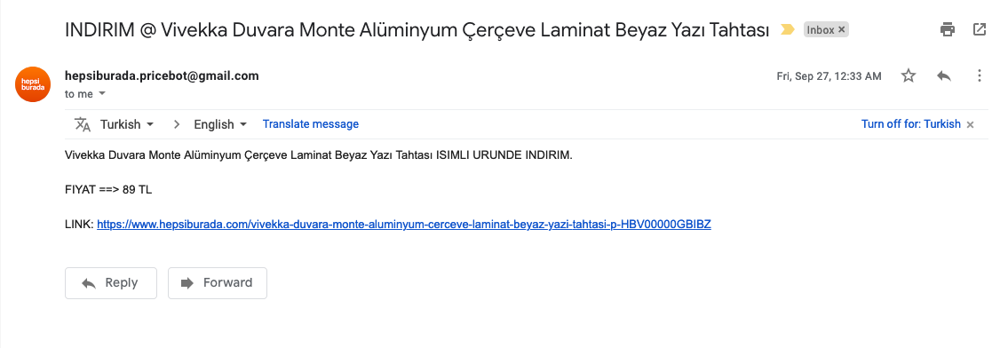 INDIRIM @ Vivekka Duvara Monte Alüminyum Çerçeve Laminat Beyaz Yazı Tahtası Inbox ×
hepsi
burada
hepsiburada.pricebot@gmail.com Fri, Sep 27, 12:33 AM
to me
Turkish > English Translate message Turn off for: Turkish ×
Vivekka Duvara Monte Alüminyum Çerçeve Laminat Beyaz Yazı Tahtası ISIMLI URUNDE INDIRIM.
FIYAT ==> 89 TL
LINK: https://www.hepsiburada.com/vivekka-duvara-monte-aluminyum-cerceve-laminat-beyaz-yazi-tahtasi-p-HBV00000GBIBZ
Reply Forward